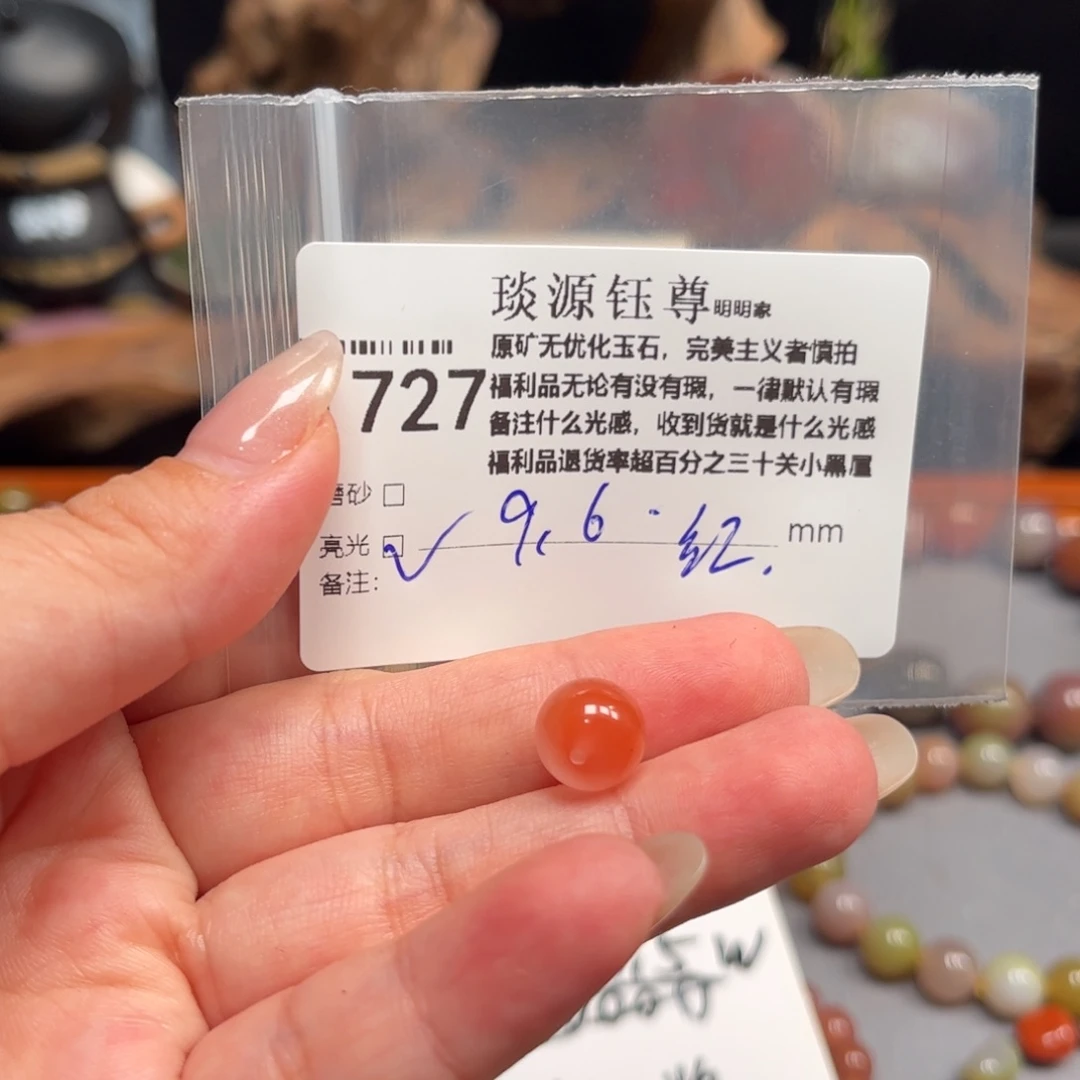 琰源钰尊明明家
原矿无优化玉石，完美主义者慎拍
727
福利品无论有没有瑕，一律默认有瑕
备注什么光感，收到货就是什么光感
福利品退货率超百分之三十关小黑屋
磨砂 □
亮光 ☑ 9.6·红. mm
备注：